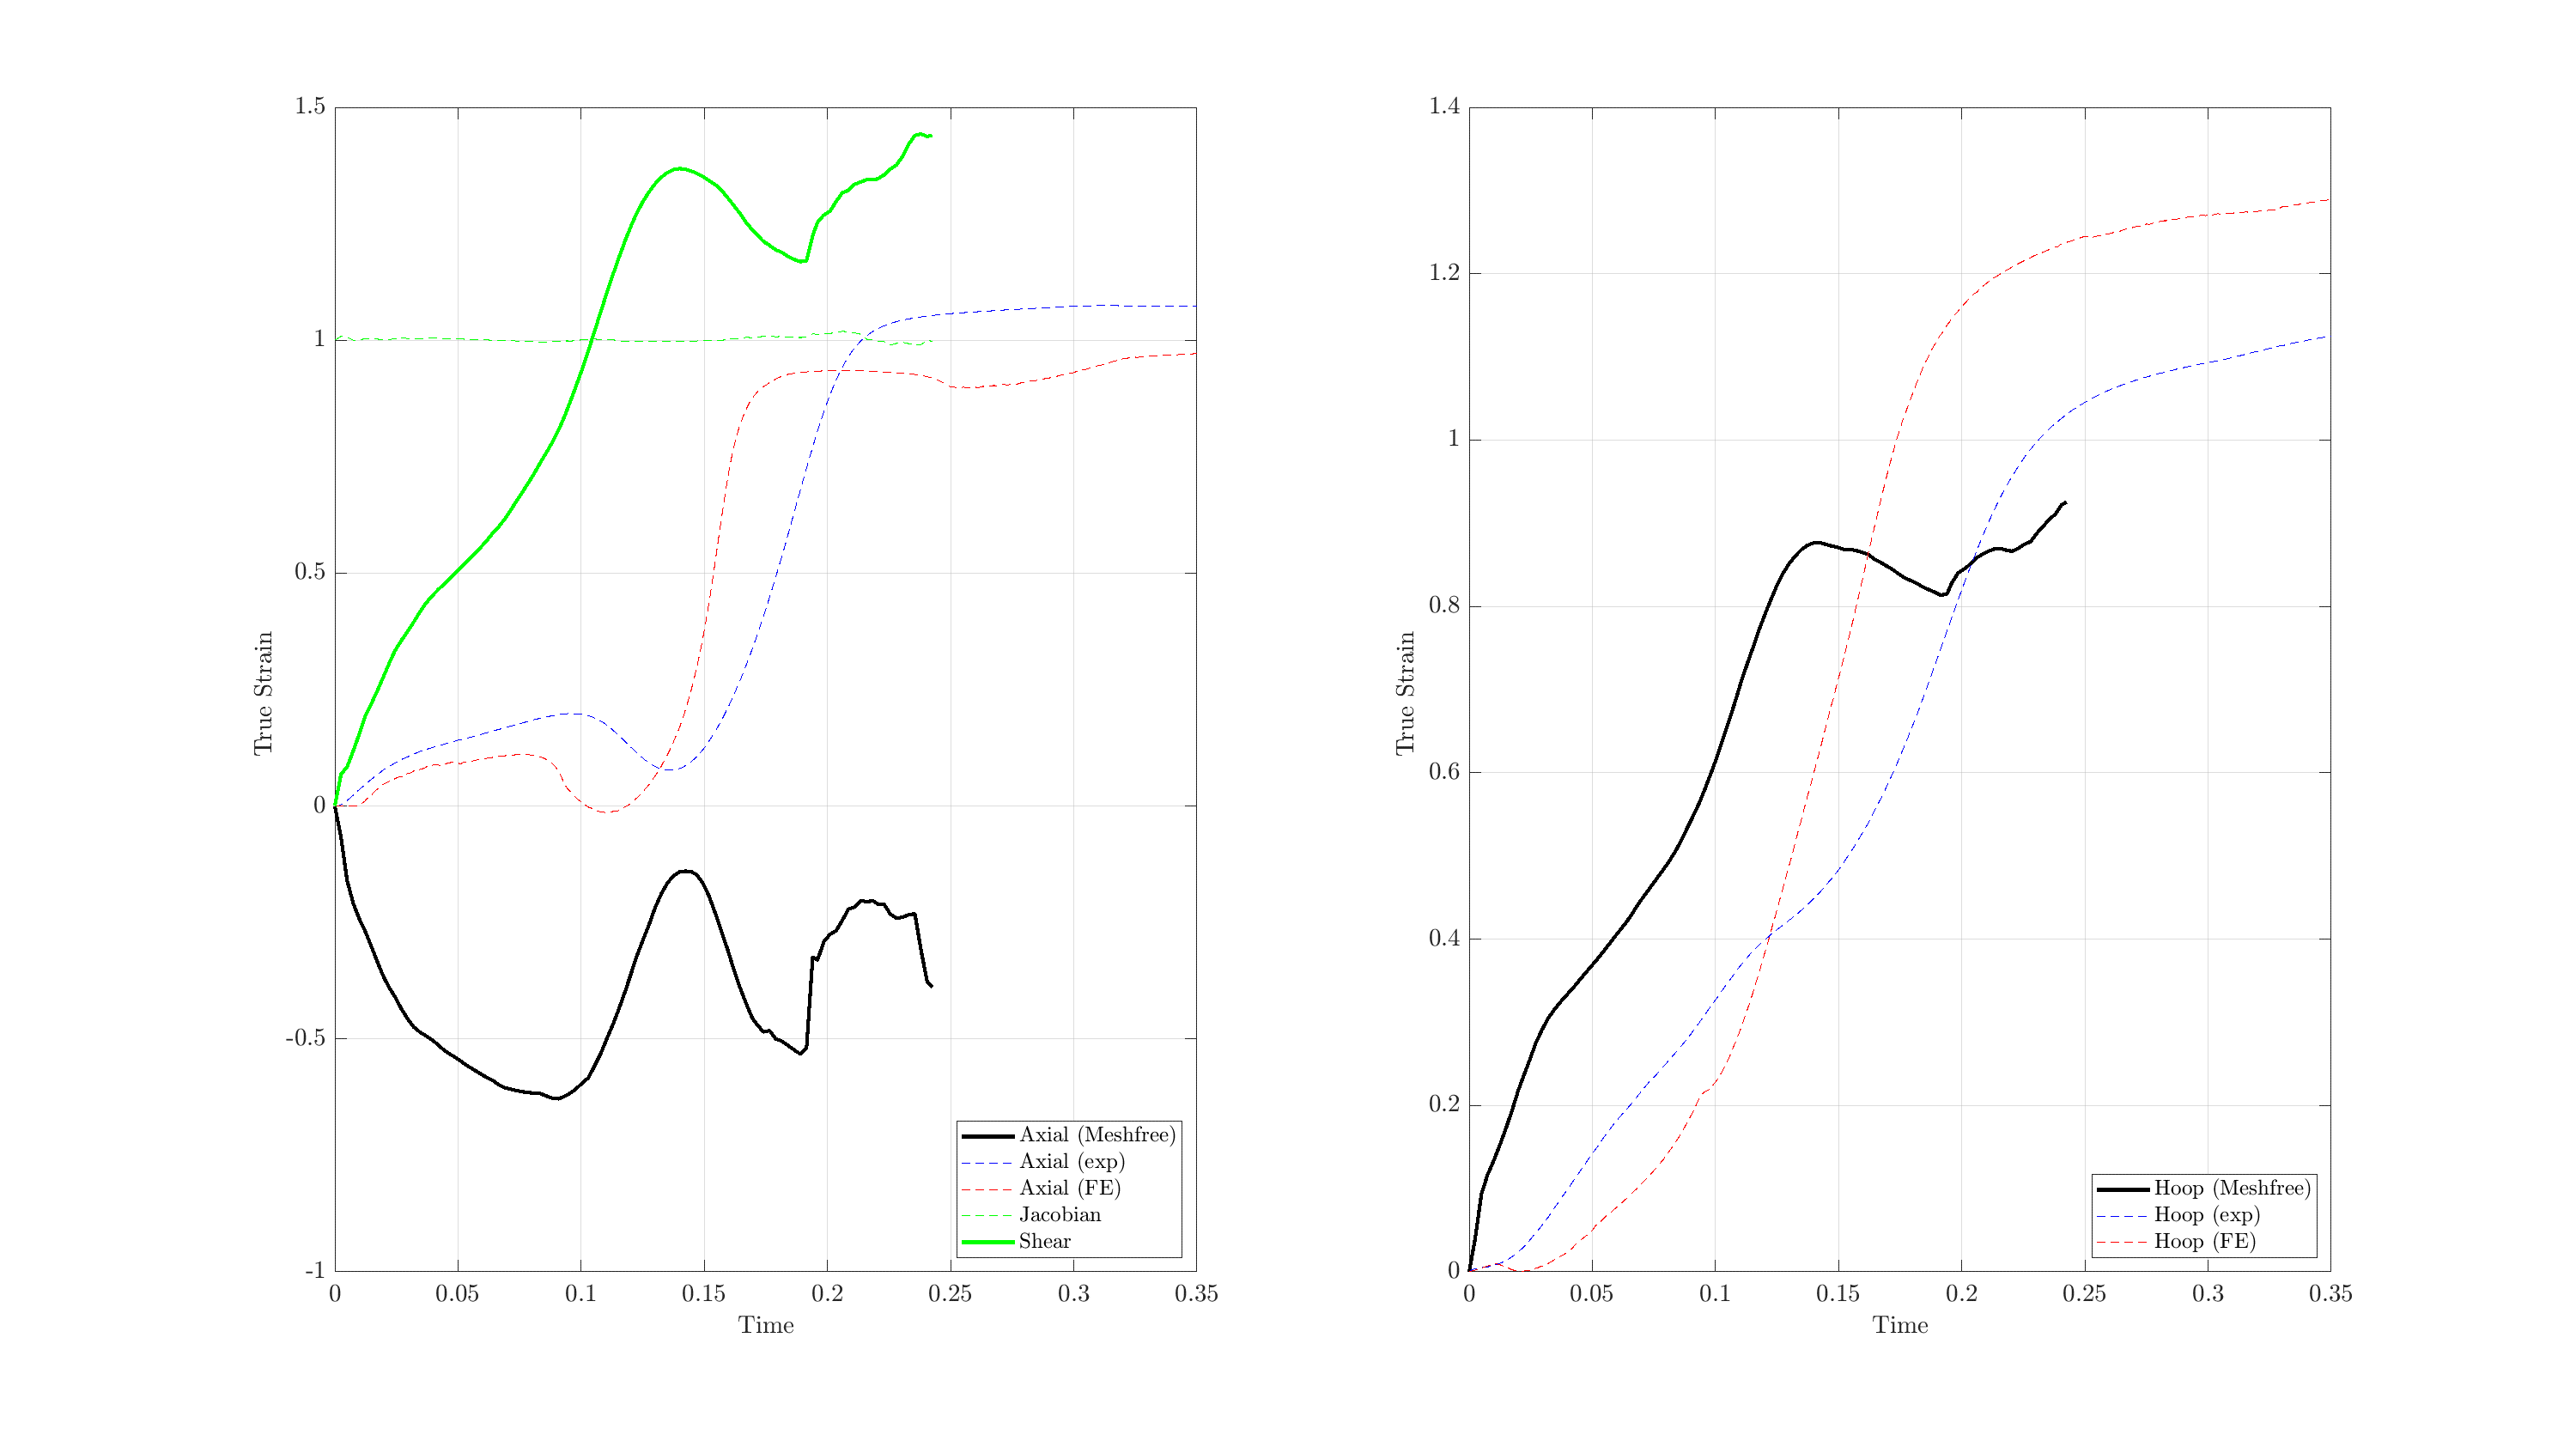 1.5
1
0.5
0
-0.5
-1
0 0.05 0.1 0.15 0.2 0.25 0.3 0.35
Time
True Strain
Axial (Meshfree)
Axial (exp)
Axial (FE)
Jacobian
Shear
1.4
1.2
1
0.8
0.6
0.4
0.2
0
0 0.05 0.1 0.15 0.2 0.25 0.3 0.35
Time
True Strain
Hoop (Meshfree)
Hoop (exp)
Hoop (FE)